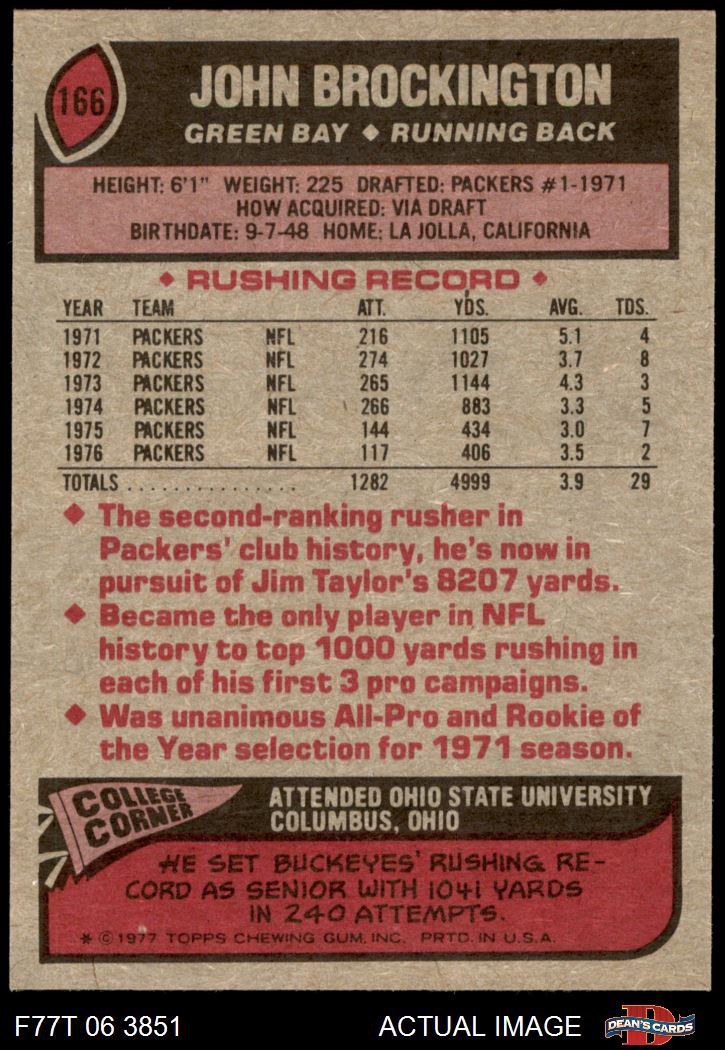 166
JOHN BROCKINGTON
GREEN BAY ◆ RUNNING BACK
HEIGHT: 6'1" WEIGHT: 225 DRAFTED: PACKERS #1-1971
HOW ACQUIRED: VIA DRAFT
BIRTHDATE: 9-7-48 HOME: LA JOLLA, CALIFORNIA
◆ RUSHING RECORD ◆
YEAR TEAM ATT. YDS. AVG. TDS.
1971 PACKERS NFL 216 1105 5.1 4
1972 PACKERS NFL 274 1027 3.7 8
1973 PACKERS NFL 265 1144 4.3 3
1974 PACKERS NFL 266 883 3.3 5
1975 PACKERS NFL 144 434 3.0 7
1976 PACKERS NFL 117 406 3.5 2
TOTALS . . . . . . . . . . . . . . . 1282 4999 3.9 29
◆ The second-ranking rusher in
Packers' club history, he's now in
pursuit of Jim Taylor's 8207 yards.
◆ Became the only player in NFL
history to top 1000 yards rushing in
each of his first 3 pro campaigns.
◆ Was unanimous All-Pro and Rookie of
the Year selection for 1971 season.
COLLEGE
CORNER
ATTENDED OHIO STATE UNIVERSITY
COLUMBUS, OHIO
HE SET BUCKEYES' RUSHING RE-
CORD AS SENIOR WITH 1041 YARDS
IN 240 ATTEMPTS.
* © 1977 TOPPS CHEWING GUM, INC. PRTD. IN U.S.A.
F77T 06 3851 ACTUAL IMAGE
D
DEAN'S CARDS